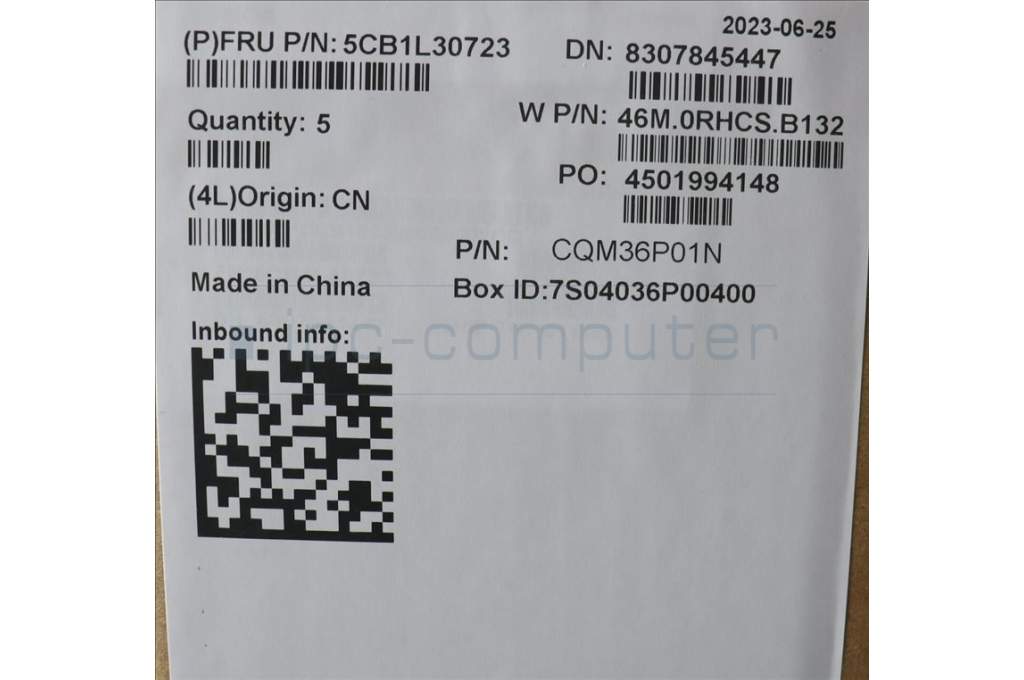 2023-06-25
(P)FRU P/N: 5CB1L30723
DN: 8307845447
Quantity: 5
W P/N: 46M.0RHCS.B132
(4L)Origin: CN
PO: 4501994148
P/N: CQM36P01N
Made in China
Box ID:7S04036P00400
Inbound info:
ipc-computer